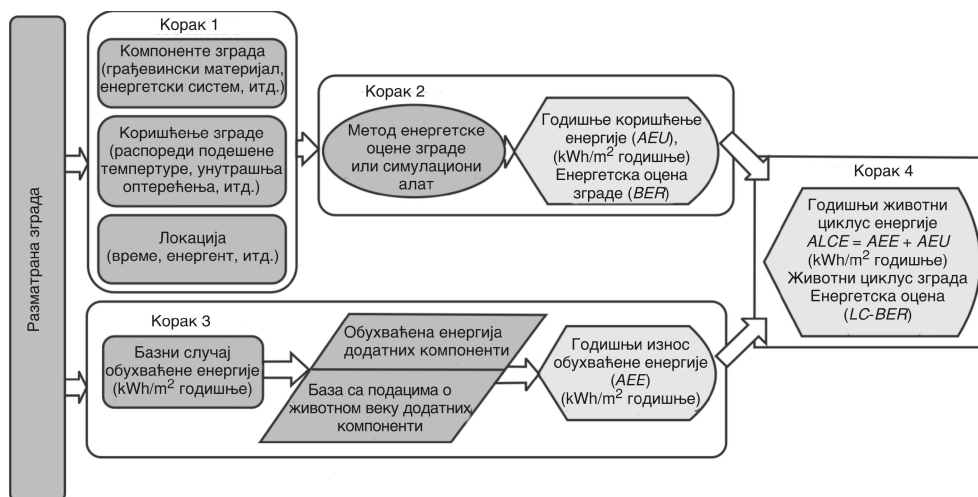 Разматрана зграда
Корак 1
Компоненте зграда
(грађевински материјал,
енергетски систем, итд.)
Коришћење зграде
(распореди подешене
темпертуре, унутрашња
оптерећења, итд.)
Локација
(време, енергент, итд.)
Корак 2
Метод енергетске
оцене зграде
или симулациони
алат
Годишње коришћење
енергије (AEU),
(kWh/m² годишње)
Енергетска оцена
зграде (BER)
Корак 3
Базни случај
обухваћене енергије
(kWh/m² годишње)
Обухваћена енергија
додатних компоненти
База са подацима о
животном веку додатних
компоненти
Годишњи износ
обухваћене енергије
(AEE)
(kWh/m² годишње)
Корак 4
Годишњи животни
циклус енергије
ALCE = AEE + AEU
(kWh/m² годишње)
Животни циклус зграда
Енергетска оцена
(LC-BER)